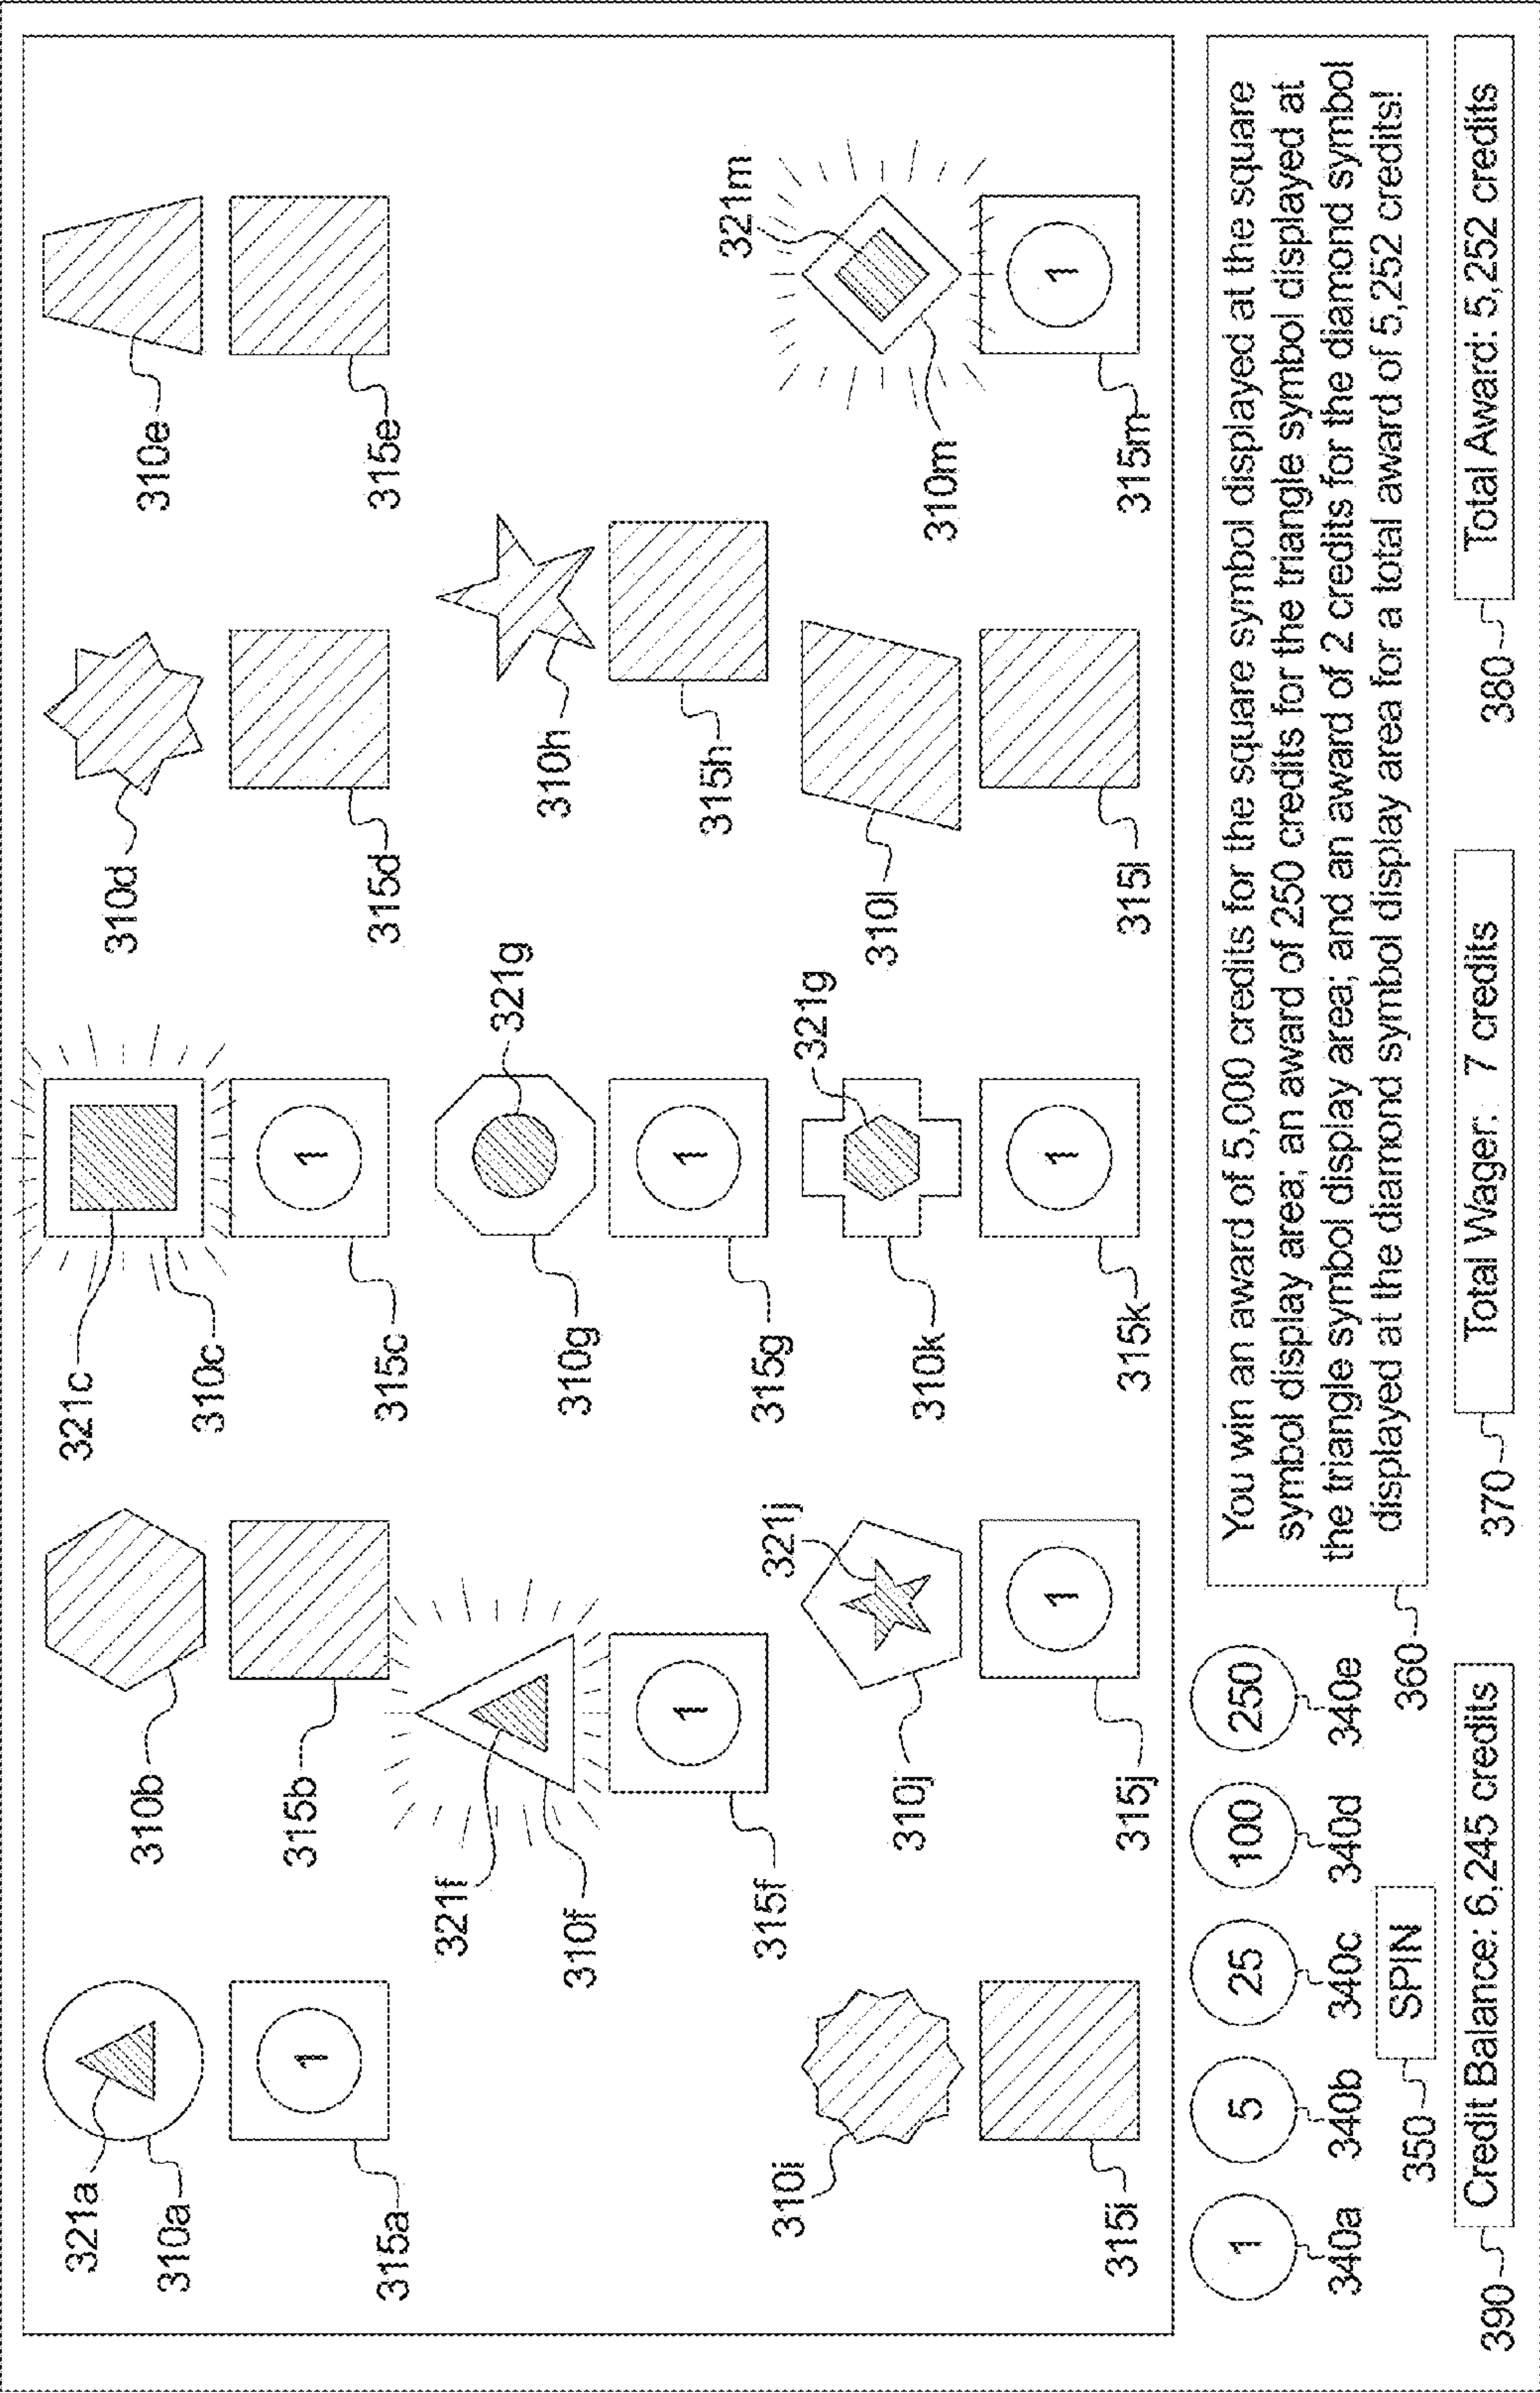 321a
310a
1
315a
310b
315b
321c
310c
1
315c
310d
315d
310e
315e
321f
310f
1
315f
321g
310g
1
315g
310h
315h
310i
315i
321j
310j
1
315j
321g
310k
1
315k
310l
315l
321m
310m
1
315m
1
5
25
100
250
340a
340b
340c
340d
340e
350
SPIN
360
You win an award of 5,000 credits for the square symbol displayed at the square
symbol display area; an award of 250 credits for the triangle symbol displayed at
the triangle symbol display area; and an award of 2 credits for the diamond symbol
displayed at the diamond symbol display area for a total award of 5,252 credits!
390
Credit Balance: 6,245 credits
370
Total Wager: 7 credits
380
Total Award: 5,252 credits